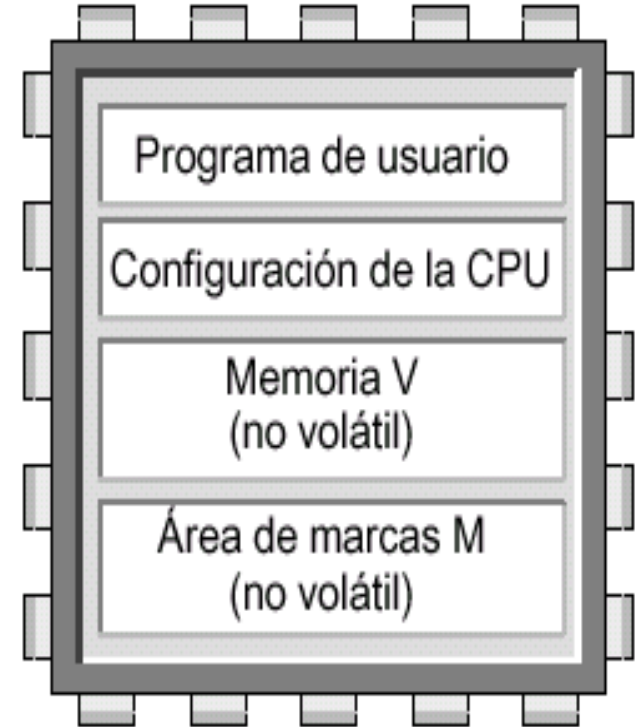 Programa de usuario
Configuración de la CPU
Memoria V
(no volátil)
Área de marcas M
(no volátil)